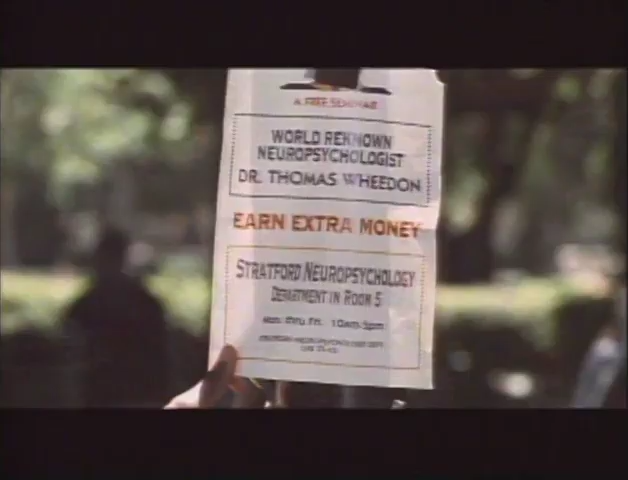 A FREE SEMINAR
WORLD REKNOWN
NEUROPSYCHOLOGIST
DR. THOMAS WHEEDON
EARN EXTRA MONEY
STRATFORD NEUROPSYCHOLOGY
DEPARTMENT IN ROOM 5
MON THRU FRI 10AM-5PM